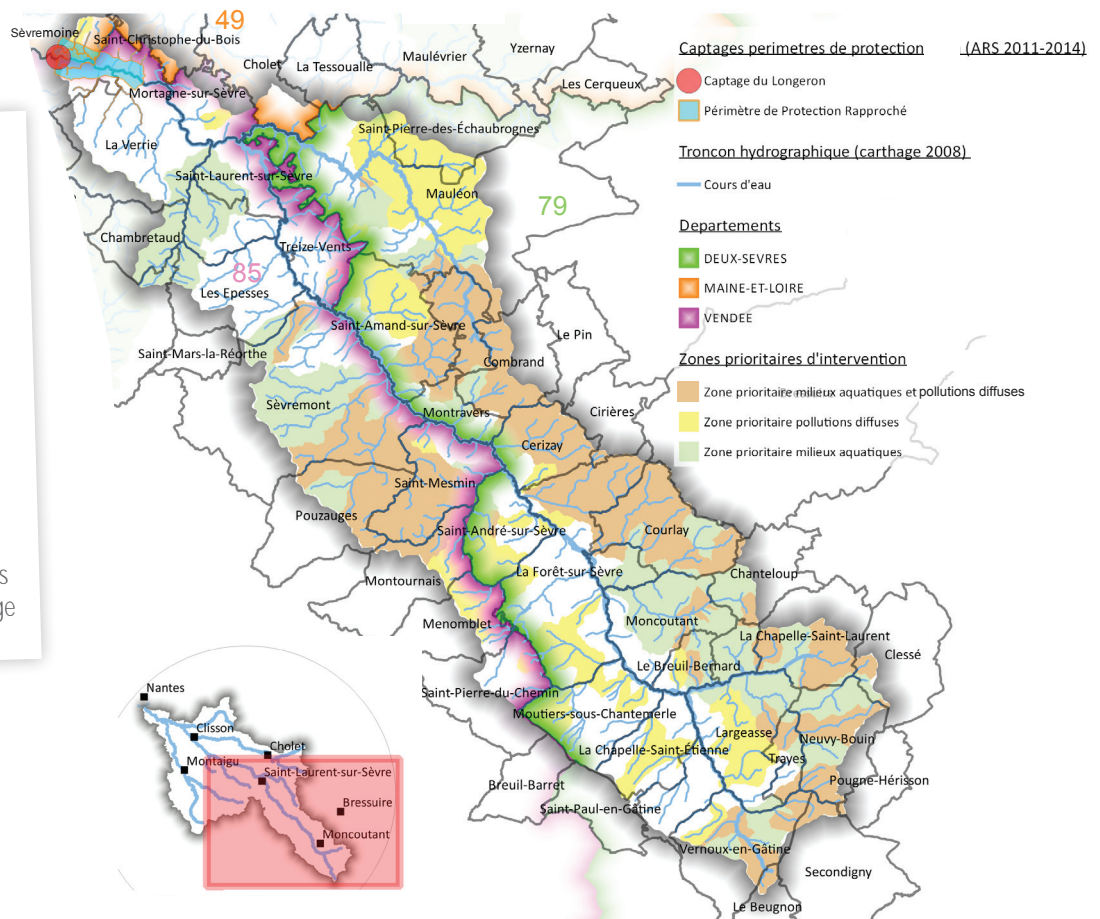 49
Sèvremoine
Saint-Christophe-du-Bois
Cholet
La Tessoualle
Maulévrier
Yzernay
Les Cerqueux
Mortagne-sur-Sèvre
La Verrie
Saint-Pierre-des-Échaubrognes
Saint-Laurent-sur-Sèvre
Mauléon
79
Chambretaud
Treize-Vents
85
Les Epesses
Saint-Amand-sur-Sèvre
Le Pin
Saint-Mars-la-Réorthe
Combrand
Sèvremont
Montravers
Cirières
Cerizay
Saint-Mesmin
Pouzauges
Saint-André-sur-Sèvre
Courlay
Montournais
La Forêt-sur-Sèvre
Chanteloup
Menomblet
Moncoutant
La Chapelle-Saint-Laurent
Clessé
Le Breuil-Bernard
Saint-Pierre-du-Chemin
Moutiers-sous-Chantemerle
Largeasse
Neuvy-Bouin
La Chapelle-Saint-Étienne
Trayes
Pougne-Hérisson
Breuil-Barret
Saint-Paul-en-Gâtine
Vernoux-en-Gâtine
Secondigny
Le Beugnon
Captages perimetres de protection (ARS 2011-2014)
Captage du Longeron
Périmètre de Protection Rapproché
Troncon hydrographique (carthage 2008)
Cours d'eau
Departements
DEUX-SEVRES
MAINE-ET-LOIRE
VENDEE
Zones prioritaires d'intervention
Zone prioritaire milieux aquatiques et pollutions diffuses
Zone prioritaire pollutions diffuses
Zone prioritaire milieux aquatiques
s
ge
Nantes
Clisson
Cholet
Montaigu
Saint-Laurent-sur-Sèvre
Bressuire
Moncoutant